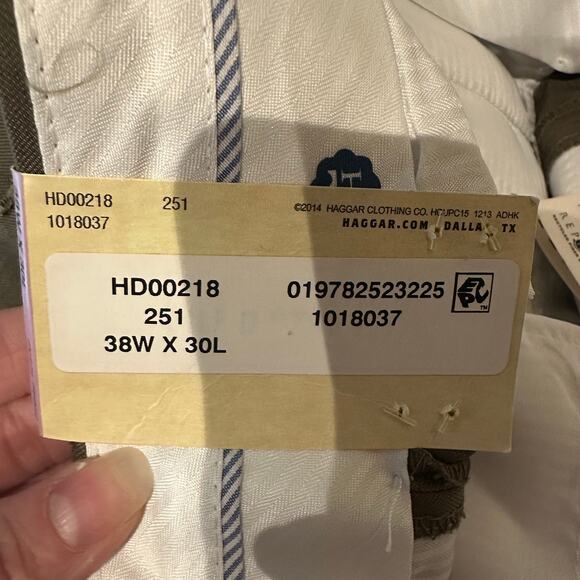 HD00218 251
1018037
©2014 HAGGAR CLOTHING CO. HCUPC15 1213 ADHK
HAGGAR.COM DALLAS TX
HD00218 019782523225
251 1018037
38W X 30L